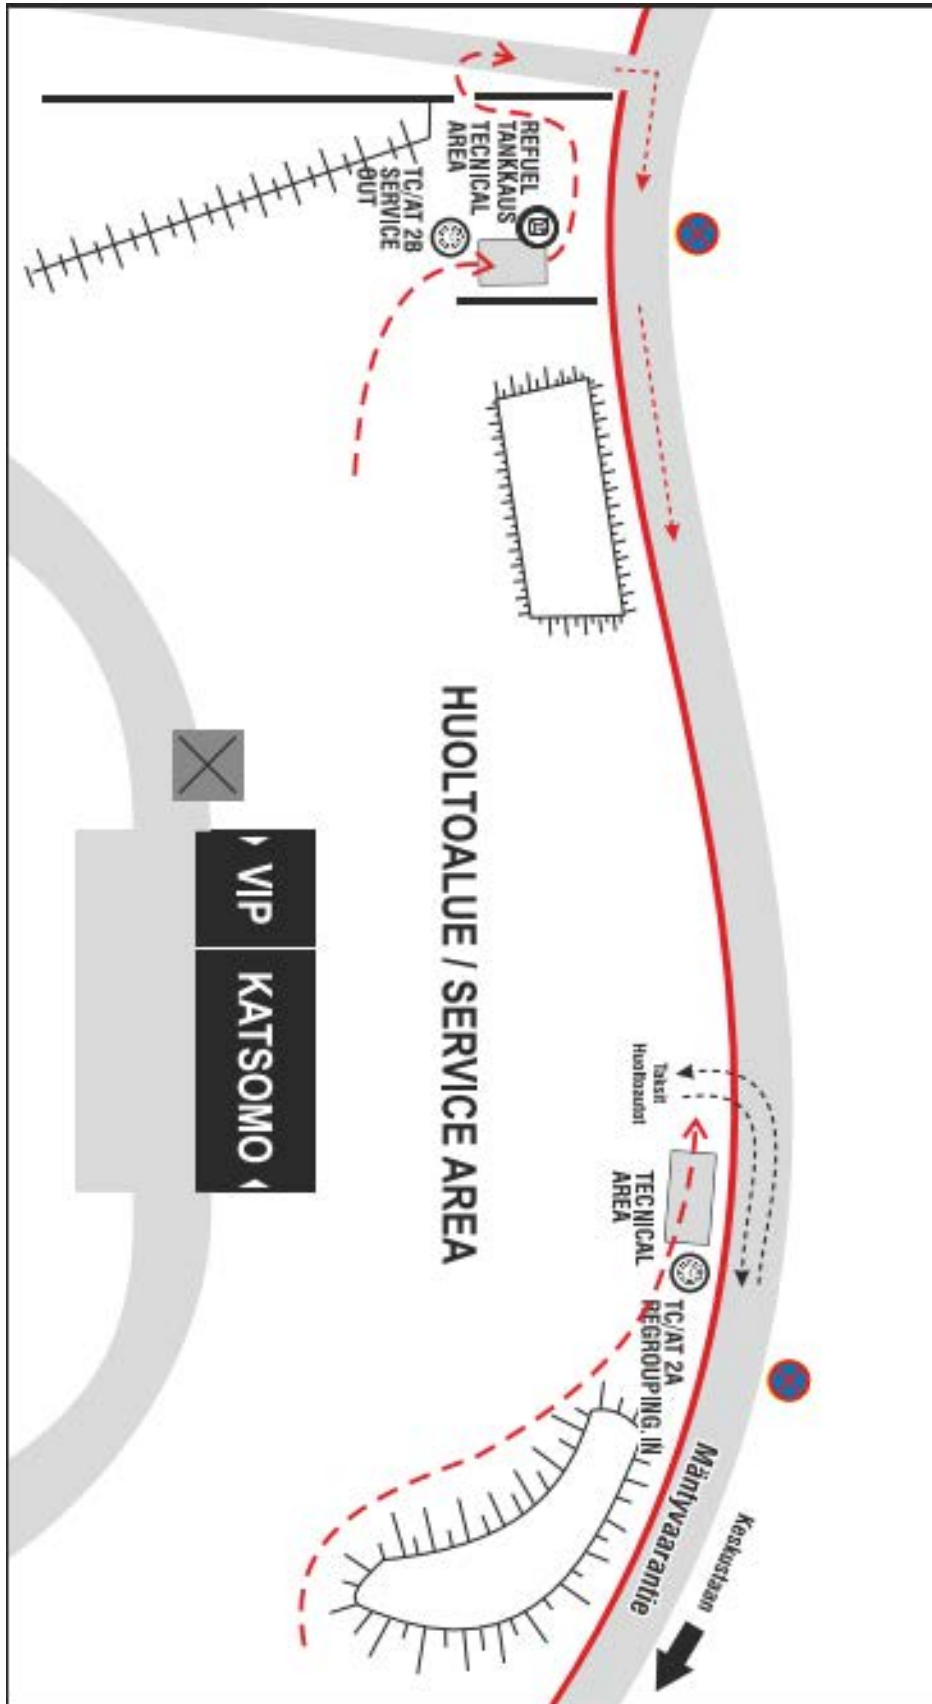 REFUEL
TANKKAUS
TECNICAL
AREA
TC/AT 2B
SERVICE
OUT
HUOLTOALUE / SERVICE AREA
VIP
KATSOMO
Taksit
Huoltoautot
TECNICAL
AREA
TC/AT 2A
REGROUPING. IN
Mäntyvaarantie
Keskustaan